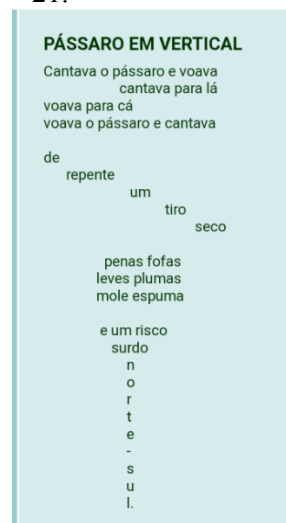 21.
PÁSSARO EM VERTICAL
Cantava o pássaro e voava
cantava para lá
voava para cá
voava o pássaro e cantava
de
repente
um
tiro
seco
penas fofas
leves plumas
mole espuma
e um risco
surdo
n
o
r
t
e
-
s
u
l.